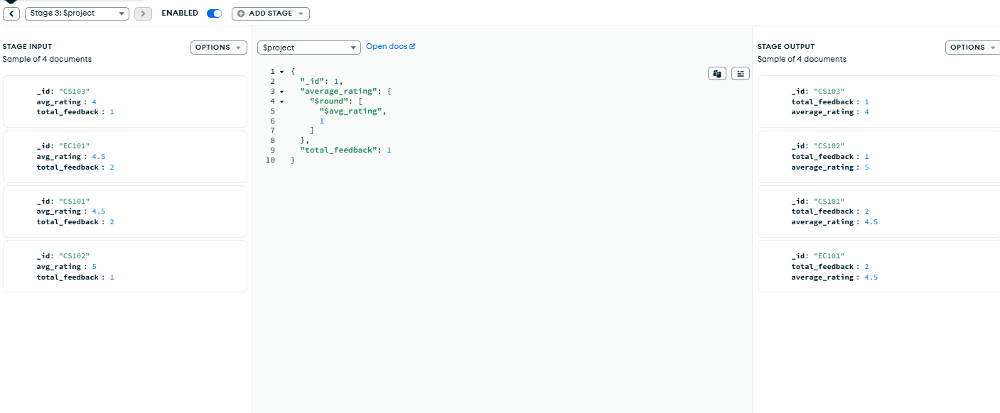 Stage 3: $project
ENABLED
ADD STAGE
STAGE INPUT
OPTIONS
Sample of 4 documents
_id: "CS103"
avg_rating : 4
total_feedback : 1
_id: "EC101"
avg_rating : 4.5
total_feedback : 2
_id: "CS101"
avg_rating : 4.5
total_feedback : 2
_id: "CS102"
avg_rating : 5
total_feedback : 1
$project
Open docs
1 {
2 "_id": 1,
3 "average_rating": {
4 "$round": [
5 "$avg_rating",
6 1
7 ]
8 },
9 "total_feedback": 1
10 }
STAGE OUTPUT
OPTIONS
Sample of 4 documents
_id: "CS103"
total_feedback : 1
average_rating : 4
_id: "CS102"
total_feedback : 1
average_rating : 5
_id: "CS101"
total_feedback : 2
average_rating : 4.5
_id: "EC101"
total_feedback : 2
average_rating : 4.5